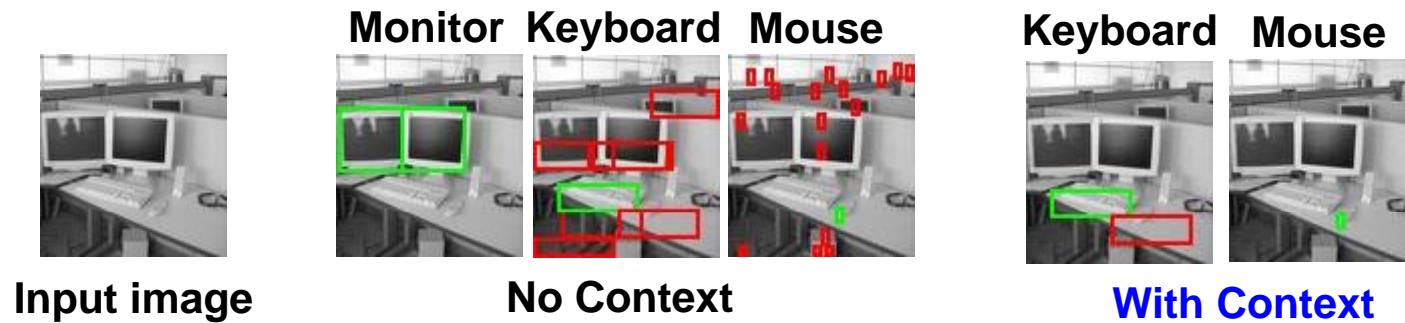 Monitor Keyboard Mouse
Keyboard Mouse
Input image
No Context
With Context